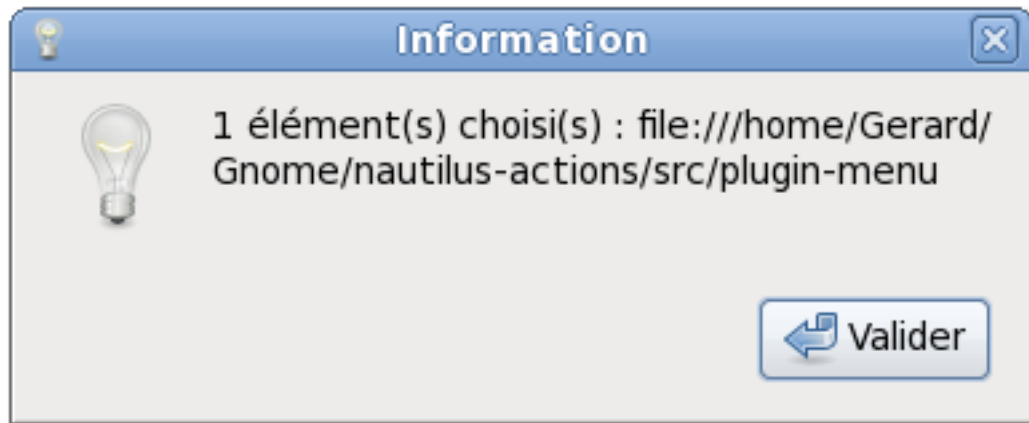 Information
1 élément(s) choisi(s) : file:///home/Gerard/
Gnome/nautilus-actions/src/plugin-menu
Valider